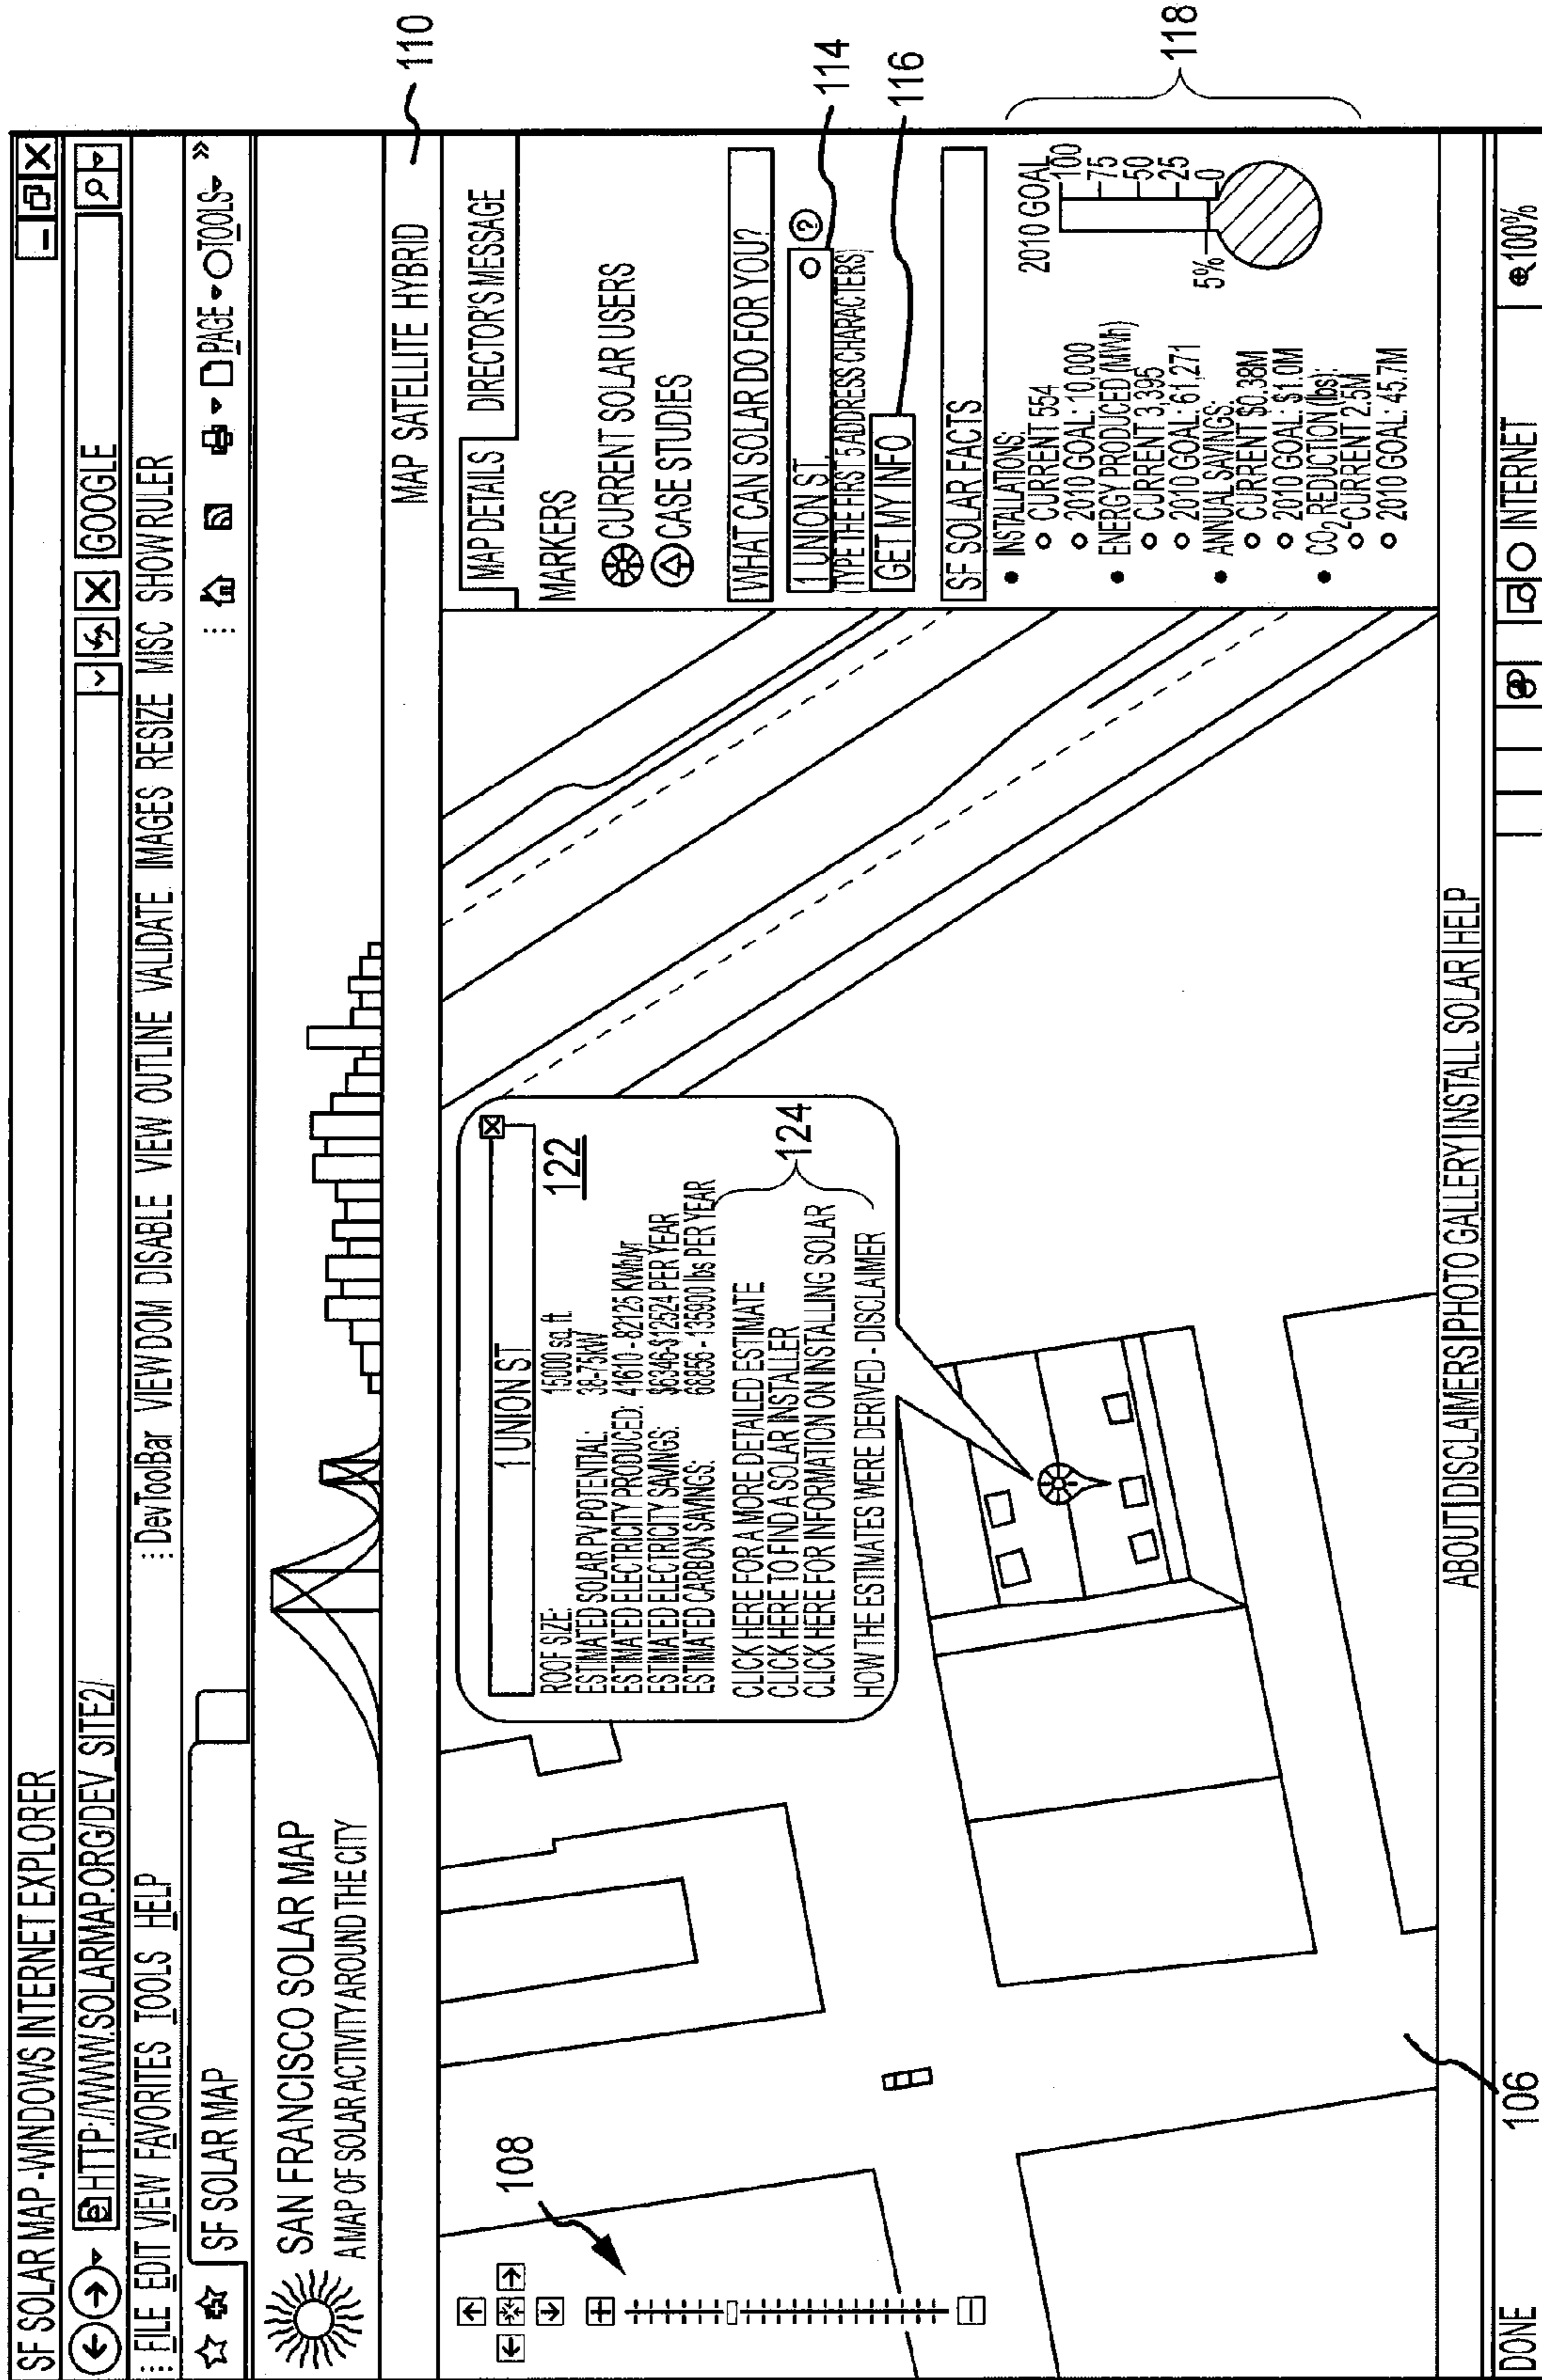 SF SOLAR MAP -WINDOWS INTERNET EXPLORER
HTTP://WWW.SOLARMAP.ORG/DEV_SITE2/
GOOGLE
FILE EDIT VIEW FAVORITES TOOLS HELP
DevToolBar VIEW DOM DISABLE VIEW OUTLINE VALIDATE IMAGES RESIZE MISC SHOW RULER
SF SOLAR MAP
PAGE TOOLS »
SAN FRANCISCO SOLAR MAP
A MAP OF SOLAR ACTIVITY AROUND THE CITY
MAP SATELLITE HYBRID
110
108
1 UNION ST
122
ROOF SIZE: 15000 sq. ft.
ESTIMATED SOLAR PV POTENTIAL: 38-75kW
ESTIMATED ELECTRICITY PRODUCED: 41610 - 82125 KWh/yr
ESTIMATED ELECTRICITY SAVINGS: $6346-$12524 PER YEAR
ESTIMATED CARBON SAVINGS: 68856 - 135900 lbs PER YEAR
CLICK HERE FOR A MORE DETAILED ESTIMATE
CLICK HERE TO FIND A SOLAR INSTALLER
CLICK HERE FOR INFORMATION ON INSTALLING SOLAR
124
HOW THE ESTIMATES WERE DERIVED - DISCLAIMER
MAP DETAILS DIRECTOR'S MESSAGE
MARKERS
CURRENT SOLAR USERS
CASE STUDIES
WHAT CAN SOLAR DO FOR YOU?
1 UNION ST.
?
(TYPE THE FIRST 5 ADDRESS CHARACTERS)
114
GET MY INFO
116
SF SOLAR FACTS
• INSTALLATIONS:
○ CURRENT 554
○ 2010 GOAL: 10,000
• ENERGY PRODUCED (MWh)
○ CURRENT 3,395
○ 2010 GOAL: 61,271
• ANNUAL SAVINGS:
○ CURRENT $0.38M
○ 2010 GOAL: $1.0M
• CO₂ REDUCTION (lbs):
○ CURRENT 2.5M
○ 2010 GOAL: 45.7M
2010 GOAL
100
75
50
25
0
5%
118
106
ABOUT|DISCLAIMERS|PHOTO GALLERY|INSTALL SOLAR|HELP
DONE
INTERNET
100%